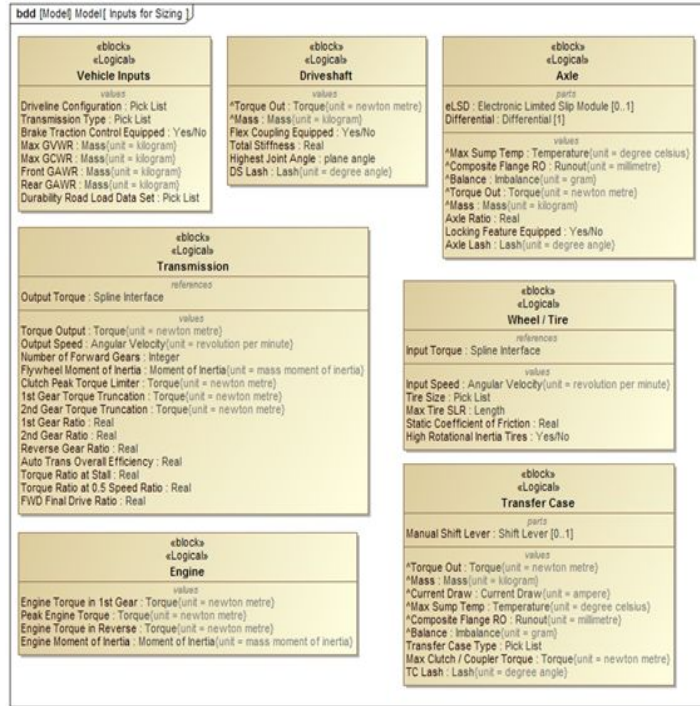 bdd [Model] Model[ Inputs for Sizing ]
«block»
«Logical»
Vehicle Inputs
values
Driveline Configuration : Pick List
Transmission Type : Pick List
Brake Traction Control Equipped : Yes/No
Max GVWR : Mass{unit = kilogram}
Max GCWR : Mass{unit = kilogram}
Front GAWR : Mass{unit = kilogram}
Rear GAWR : Mass{unit = kilogram}
Durability Road Load Data Set : Pick List
«block»
«Logical»
Driveshaft
values
^Torque Out : Torque{unit = newton metre}
^Mass : Mass{unit = kilogram}
Flex Coupling Equipped : Yes/No
Total Stiffness : Real
Highest Joint Angle : plane angle
DS Lash : Lash{unit = degree angle}
«block»
«Logical»
Axle
parts
eLSD : Electronic Limited Slip Module [0..1]
Differential : Differential [1]
values
^Max Sump Temp : Temperature{unit = degree celsius}
^Composite Flange RO : Runout{unit = millimetre}
^Balance : Imbalance{unit = gram}
^Torque Out : Torque{unit = newton metre}
^Mass : Mass{unit = kilogram}
Axle Ratio : Real
Locking Feature Equipped : Yes/No
Axle Lash : Lash{unit = degree angle}
«block»
«Logical»
Transmission
references
Output Torque : Spline Interface
values
Torque Output : Torque{unit = newton metre}
Output Speed : Angular Velocity{unit = revolution per minute}
Number of Forward Gears : Integer
Flywheel Moment of Inertia : Moment of Inertia{unit = mass moment of inertia}
Clutch Peak Torque Limiter : Torque{unit = newton metre}
1st Gear Torque Truncation : Torque{unit = newton metre}
2nd Gear Torque Truncation : Torque{unit = newton metre}
1st Gear Ratio : Real
2nd Gear Ratio : Real
Reverse Gear Ratio : Real
Auto Trans Overall Efficiency : Real
Torque Ratio at Stall : Real
Torque Ratio at 0.5 Speed Ratio : Real
FWD Final Drive Ratio : Real
«block»
«Logical»
Wheel / Tire
references
Input Torque : Spline Interface
values
Input Speed : Angular Velocity{unit = revolution per minute}
Tire Size : Pick List
Max Tire SLR : Length
Static Coefficient of Friction : Real
High Rotational Inertia Tires : Yes/No
«block»
«Logical»
Engine
values
Engine Torque in 1st Gear : Torque{unit = newton metre}
Peak Engine Torque : Torque{unit = newton metre}
Engine Torque in Reverse : Torque{unit = newton metre}
Engine Moment of Inertia : Moment of Inertia{unit = mass moment of inertia}
«block»
«Logical»
Transfer Case
parts
Manual Shift Lever : Shift Lever [0..1]
values
^Torque Out : Torque{unit = newton metre}
^Mass : Mass{unit = kilogram}
^Current Draw : Current Draw{unit = ampere}
^Max Sump Temp : Temperature{unit = degree celsius}
^Composite Flange RO : Runout{unit = millimetre}
^Balance : Imbalance{unit = gram}
Transfer Case Type : Pick List
Max Clutch / Coupler Torque : Torque{unit = newton metre}
TC Lash : Lash{unit = degree angle}